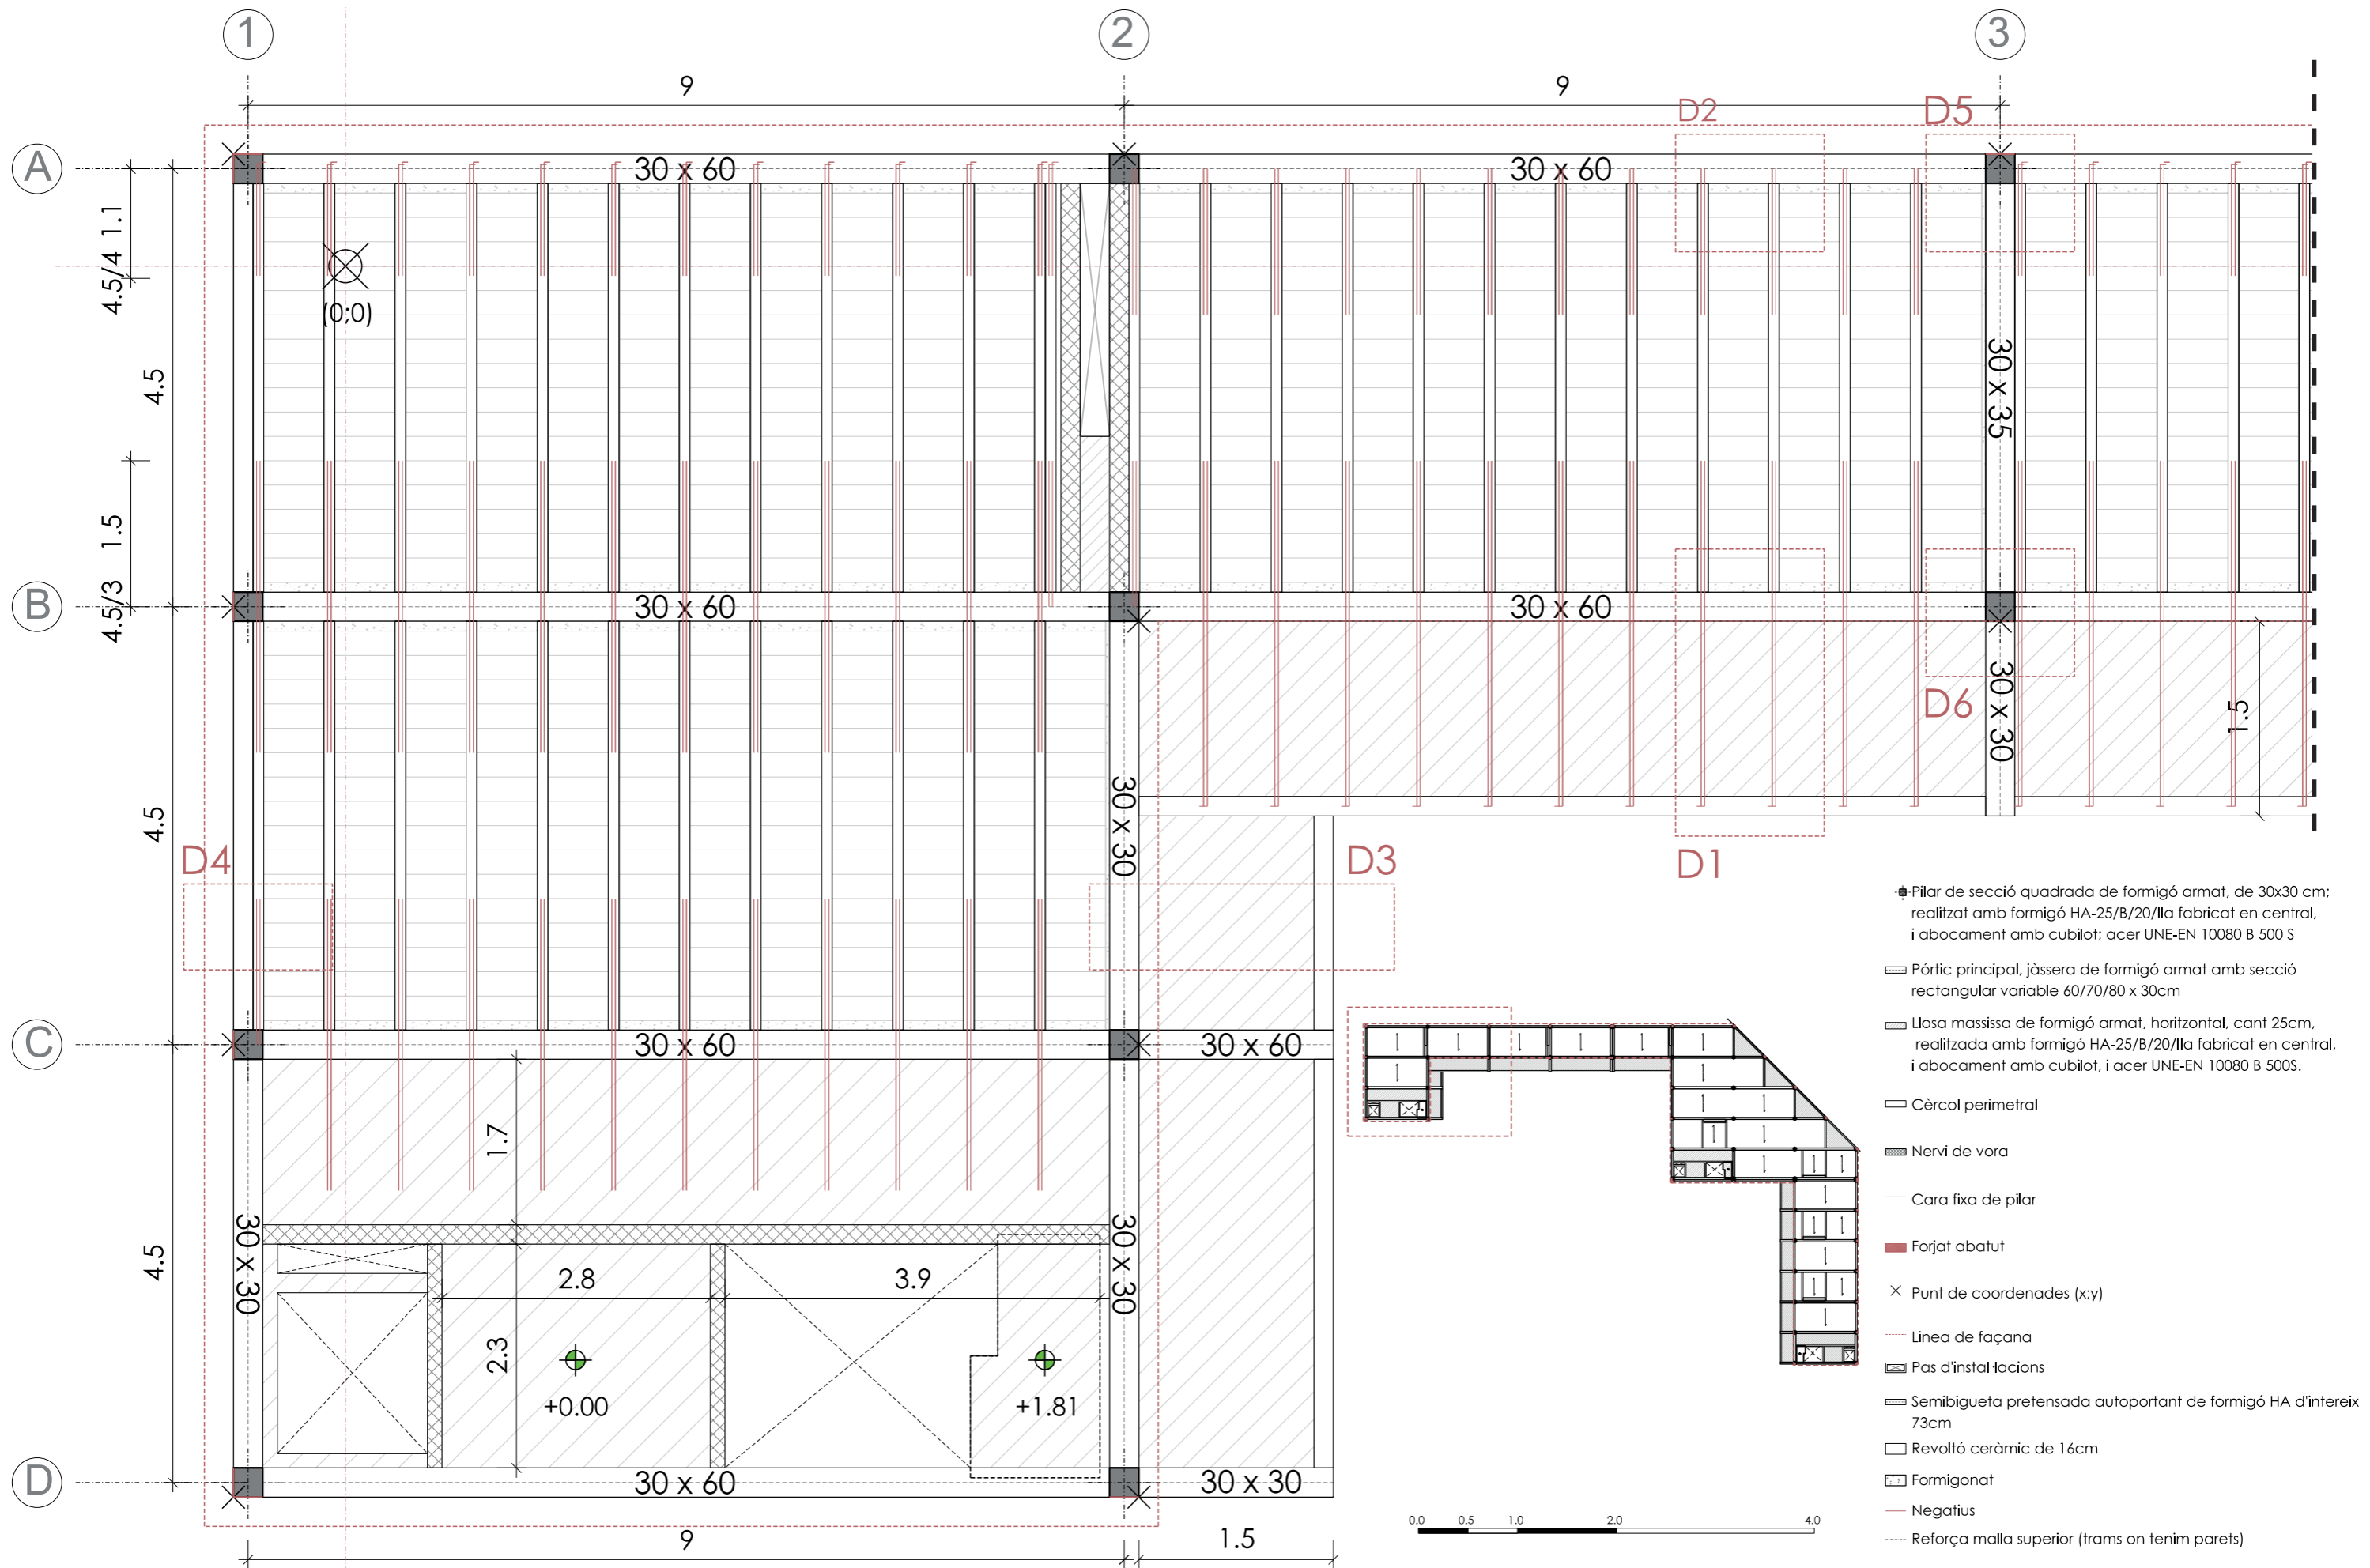 1
2
3
9
9
D2
D5
A
30 x 60
30 x 60
1.1
4.5/4
(0;0)
4.5
30 x 35
1.5
4.5/3
B
30 x 60
30 x 60
D6
30 x 30
1.5
4.5
30 x 30
D4
D3
D1
C
30 x 60
30 x 60
1.7
4.5
30 x 30
30 x 30
2.8
3.9
2.3
+0.00
+1.81
D
30 x 60
30 x 30
9
1.5
0.0 0.5 1.0 2.0 4.0
Pilar de secció quadrada de formigó armat, de 30x30 cm;
realitzat amb formigó HA-25/B/20/IIa fabricat en central,
i abocament amb cubilot; acer UNE-EN 10080 B 500 S
Pórtic principal, jàssera de formigó armat amb secció
rectangular variable 60/70/80 x 30cm
Llosa massissa de formigó armat, horitzontal, cant 25cm,
realitzada amb formigó HA-25/B/20/IIa fabricat en central,
i abocament amb cubilot, i acer UNE-EN 10080 B 500S.
Cèrcol perimetral
Nervi de vora
Cara fixa de pilar
Forjat abatut
Punt de coordenades (x;y)
Linea de façana
Pas d'instal·lacions
Semibigueta pretensada autoportant de formigó HA d'intereix
73cm
Revoltó ceràmic de 16cm
Formigonat
Negatius
Reforça malla superior (trams on tenim parets)